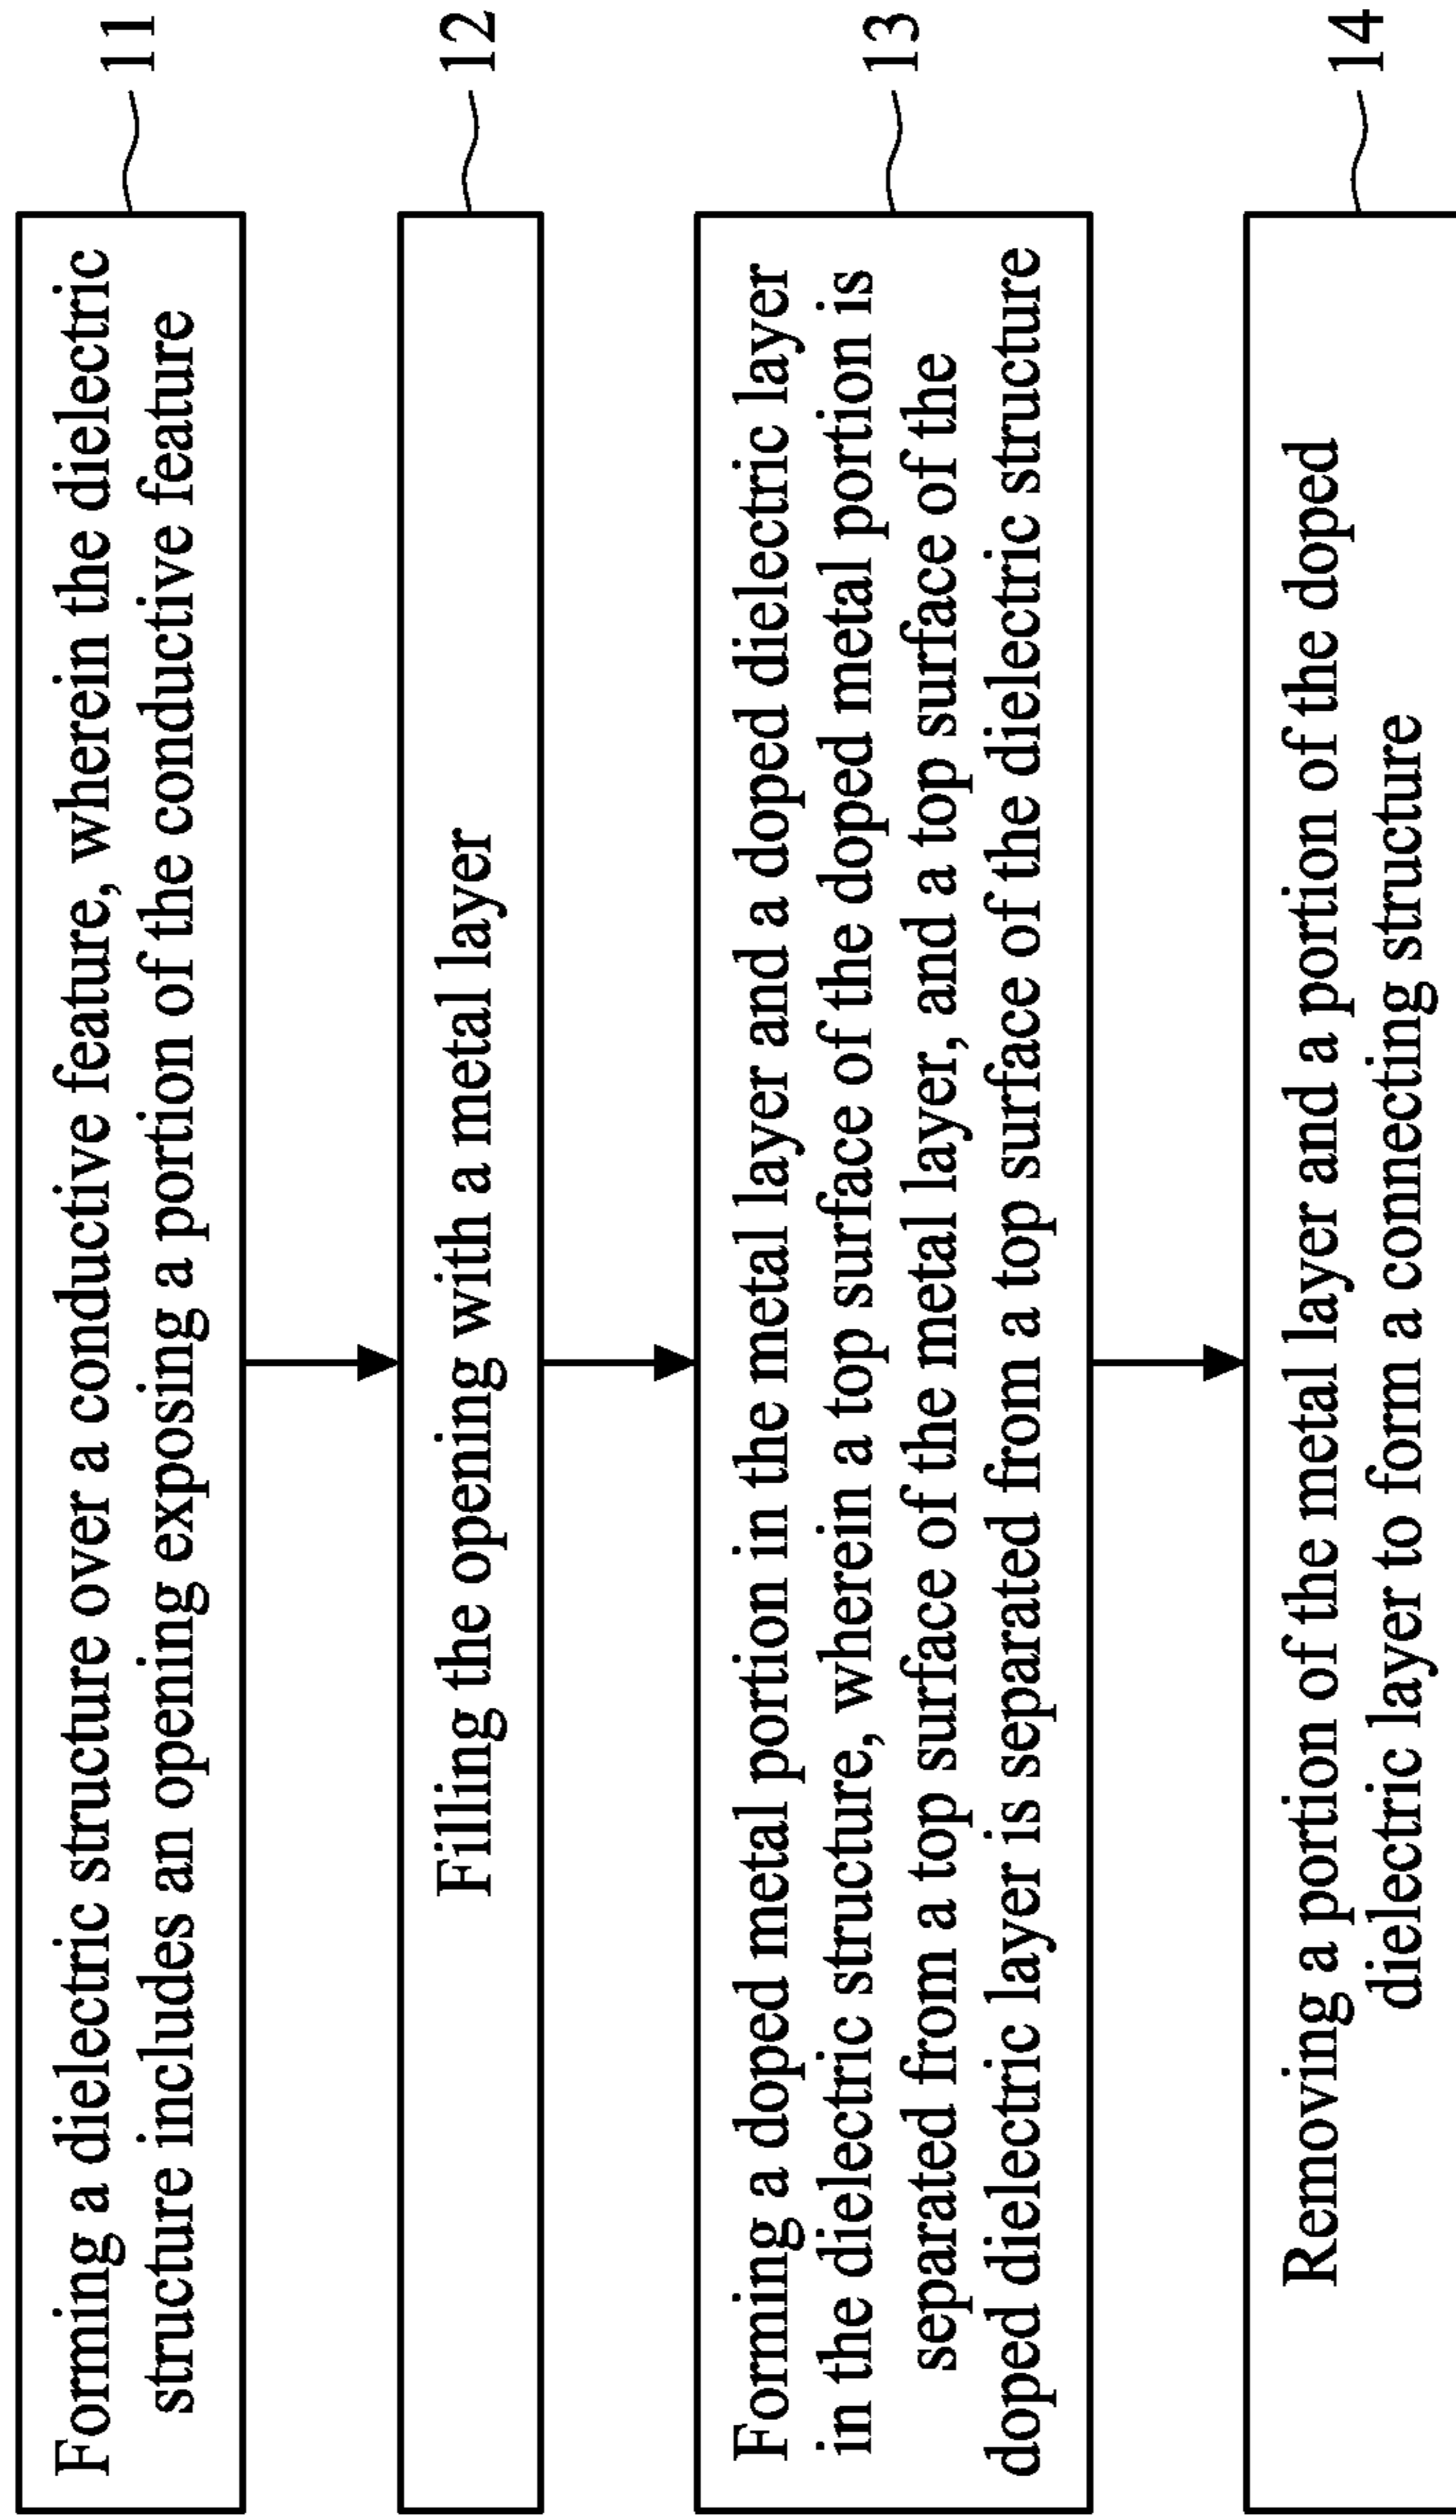 Forming a dielectric structure over a conductive feature, wherein the dielectric
structure includes an opening exposing a portion of the conductive feature
11
Filling the opening with a metal layer
12
Forming a doped metal portion in the metal layer and a doped dielectric layer
in the dielectric structure, wherein a top surface of the doped metal portion is
separated from a top surface of the metal layer, and a top surface of the
doped dielectric layer is separated from a top surface of the dielectric structure
13
Removing a portion of the metal layer and a portion of the doped
dielectric layer to form a connecting structure
14